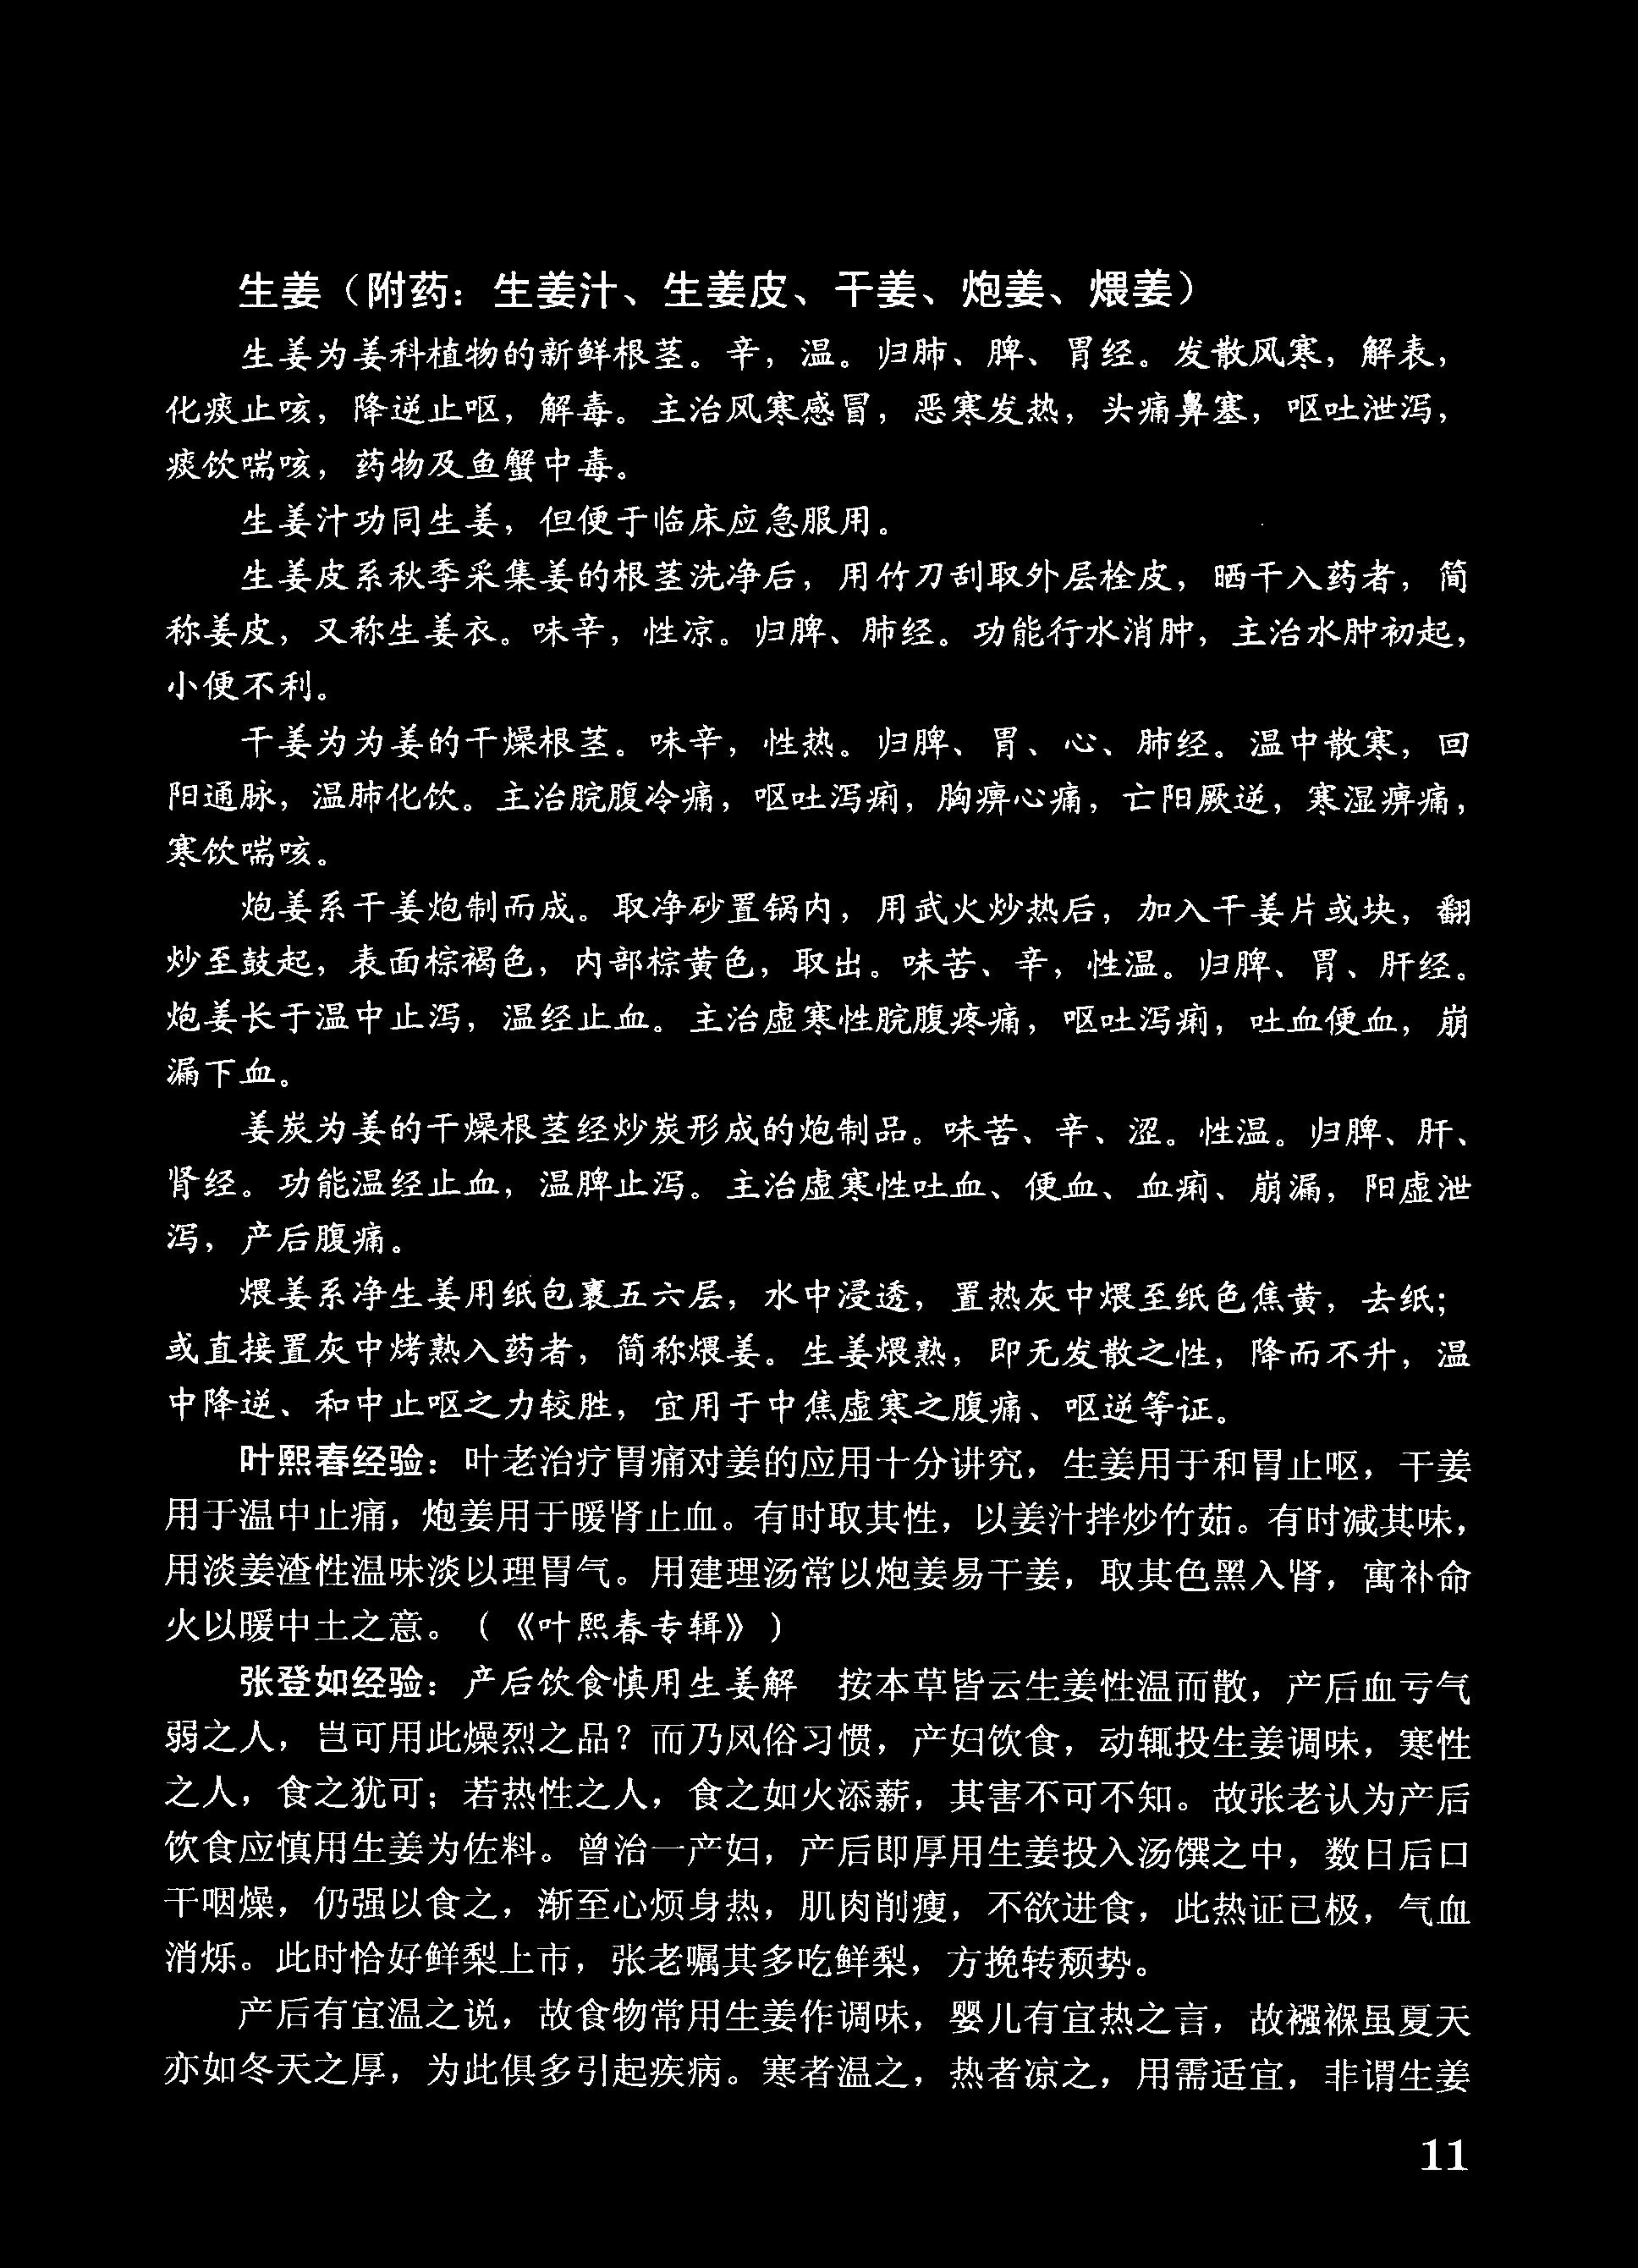 生姜（附药：生姜汁、生姜皮、干姜、炮姜、煨姜）
生姜为姜科植物的新鲜根茎。辛，温。归肺、脾、胃经。发散风寒，解表，
化痰止咳，降逆止呕，解毒。主治风寒感冒，恶寒发热，头痛鼻塞，呕吐泄泻，
痰饮喘咳，药物及鱼蟹中毒。
生姜汁功同生姜，但便于临床应急服用。
生姜皮系秋季采集姜的根茎洗净后，用竹刀刮取外层栓皮，晒干入药者，简
称姜皮，又称生姜衣。味辛，性凉。归脾、肺经。功能行水消肿，主治水肿初起，
小便不利。
干姜为为姜的干燥根茎。味辛，性热。归脾、胃、心、肺经。温中散寒，回
阳通脉，温肺化饮。主治脘腹冷痛，呕吐泻痢，胸痹心痛，亡阳厥逆，寒湿痹痛，
寒饮喘咳。
炮姜系干姜炮制而成。取净砂置锅内，用武火炒热后，加入干姜片或块，翻
炒至鼓起，表面棕褐色，内部棕黄色，取出。味苦、辛，性温。归脾、胃、肝经。
炮姜长于温中止泻，温经止血。主治虚寒性脘腹疼痛，呕吐泻痢，吐血便血，崩
漏下血。
姜炭为姜的干燥根茎经炒炭形成的炮制品。味苦、辛、涩。性温。归脾、肝、
肾经。功能温经止血，温脾止泻。主治虚寒性吐血、便血、血痢、崩漏，阳虚泄
泻，产后腹痛。
煨姜系净生姜用纸包裹五六层，水中浸透，置热灰中煨至纸色焦黄，去纸；
或直接置灰中烤熟入药者，简称煨姜。生姜煨熟，即无发散之性，降而不升，温
中降逆、和中止呕之力较胜，宜用于中焦虚寒之腹痛、呕逆等证。
叶熙春经验：叶老治疗胃痛对姜的应用十分讲究，生姜用于和胃止呕，干姜
用于温中止痛，炮姜用于暖肾止血。有时取其性，以姜汁拌炒竹茹。有时减其味，
用淡姜渣性温味淡以理胃气。用建理汤常以炮姜易干姜，取其色黑入肾，寓补命
火以暖中土之意。（《叶熙春专辑》）
张登如经验：产后饮食慎用生姜解　按本草皆云生姜性温而散，产后血亏气
弱之人，岂可用此燥烈之品？而乃风俗习惯，产妇饮食，动辄投生姜调味，寒性
之人，食之犹可；若热性之人，食之如火添薪，其害不可不知。故张老认为产后
饮食应慎用生姜为佐料。曾治一产妇，产后即厚用生姜投入汤馔之中，数日后口
干咽燥，仍强以食之，渐至心烦身热，肌肉削瘦，不欲进食，此热证已极，气血
消烁。此时恰好鲜梨上市，张老嘱其多吃鲜梨，方挽转颓势。
产后有宜温之说，故食物常用生姜作调味，婴儿有宜热之言，故襁褓虽夏天
亦如冬天之厚，为此俱多引起疾病。寒者温之，热者凉之，用需适宜，非谓生姜
11